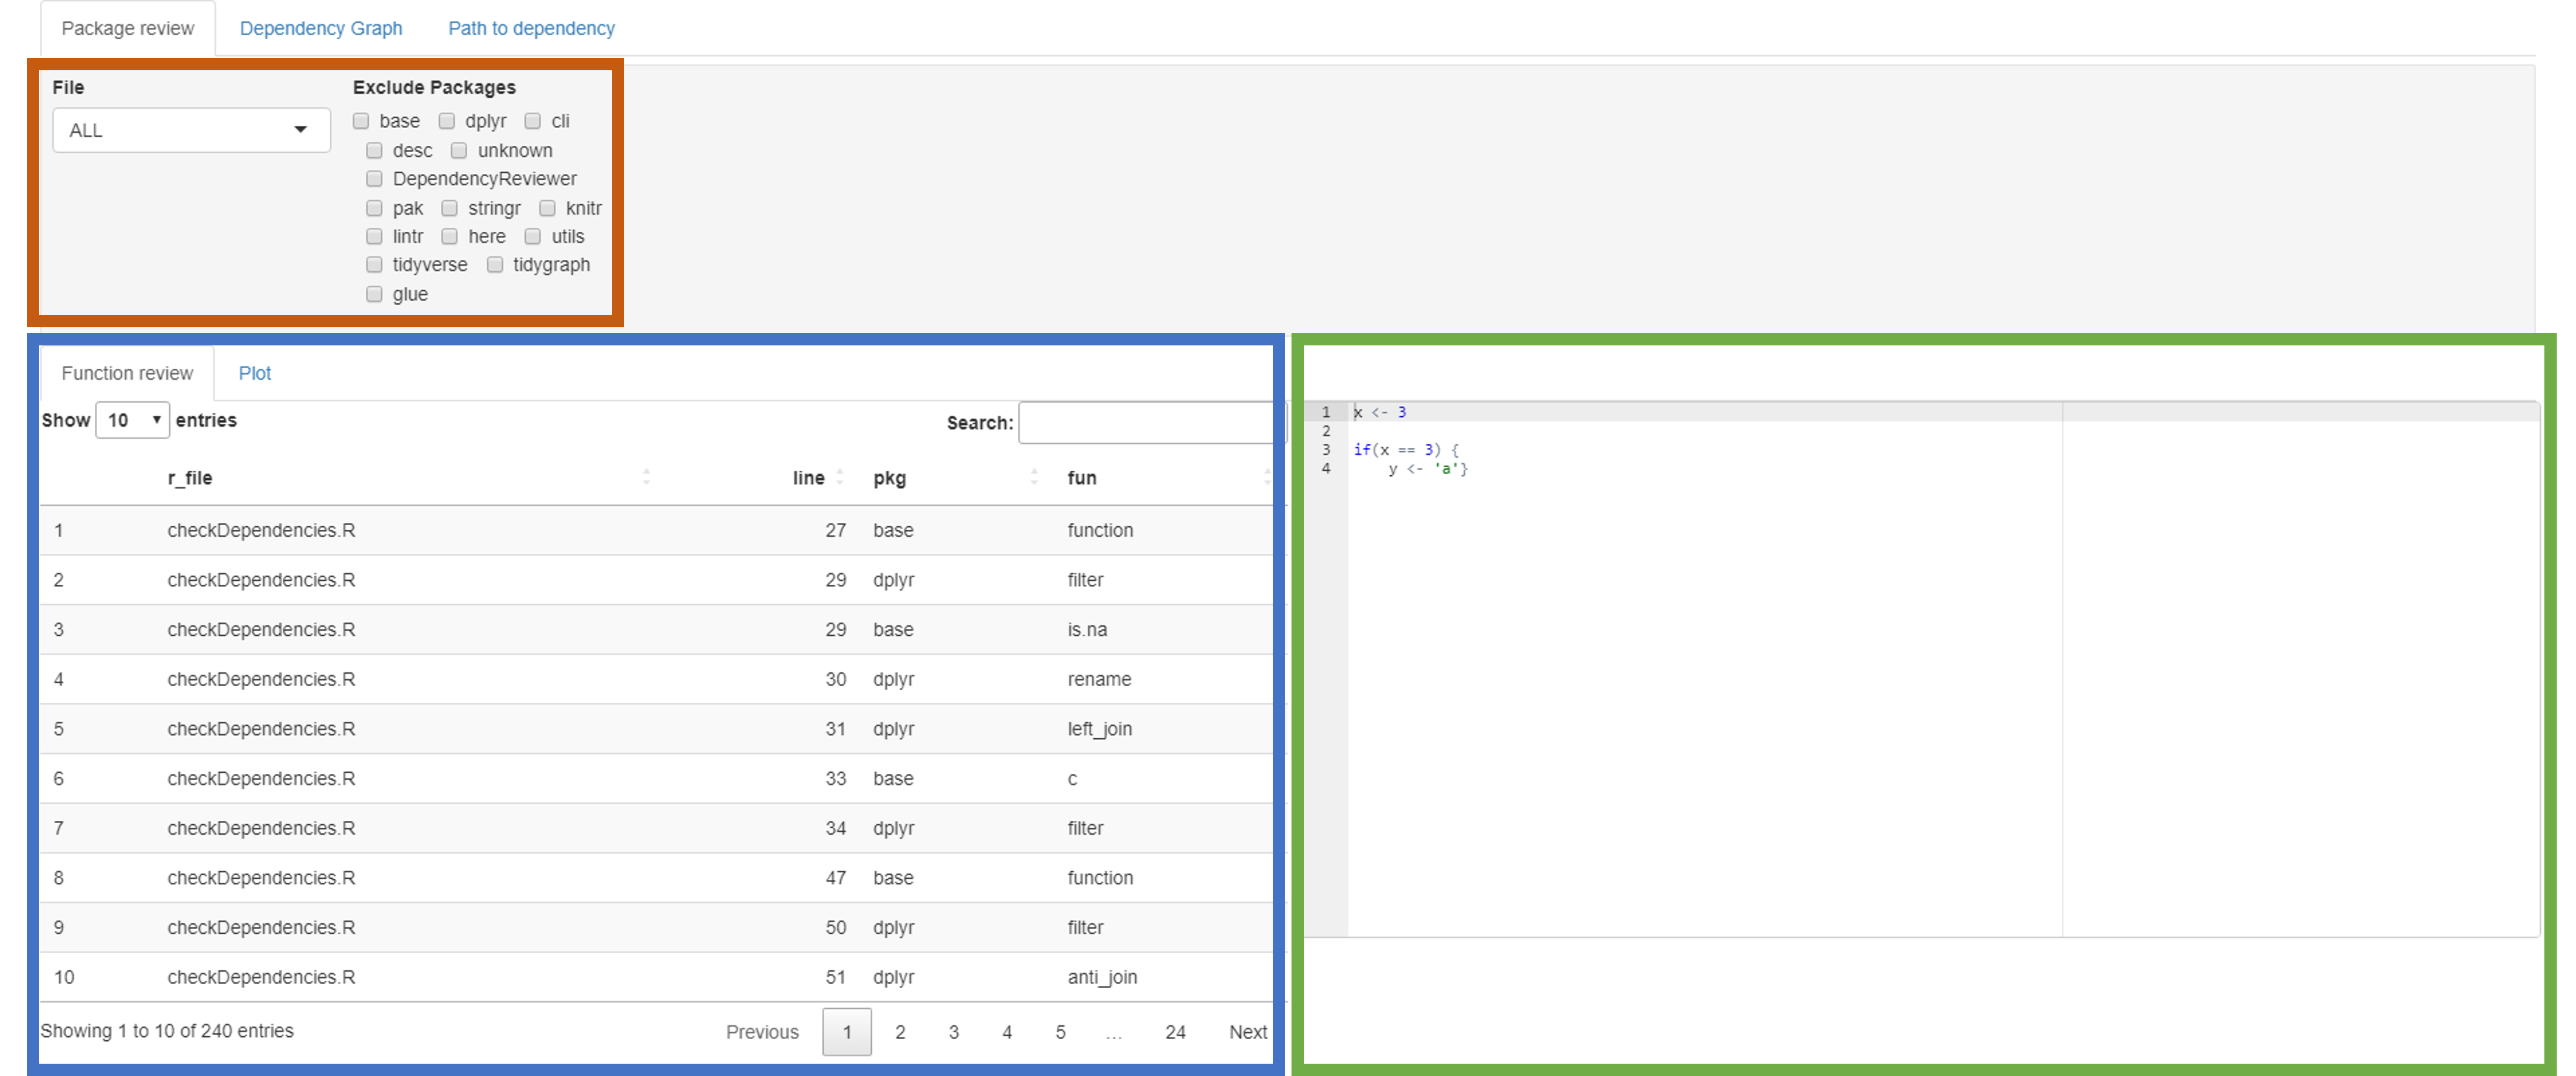 Package review Dependency Graph Path to dependency
File Exclude Packages
ALL
base dplyr cli
desc unknown
DependencyReviewer
pak stringr knitr
lintr here utils
tidyverse tidygraph
glue
Function review Plot
Show 10 entries Search:
r_file line pkg fun
1 checkDependencies.R 27 base function
2 checkDependencies.R 29 dplyr filter
3 checkDependencies.R 29 base is.na
4 checkDependencies.R 30 dplyr rename
5 checkDependencies.R 31 dplyr left_join
6 checkDependencies.R 33 base c
7 checkDependencies.R 34 dplyr filter
8 checkDependencies.R 47 base function
9 checkDependencies.R 50 dplyr filter
10 checkDependencies.R 51 dplyr anti_join
Showing 1 to 10 of 240 entries Previous 1 2 3 4 5 ... 24 Next
1 x <- 3
2
3 if(x == 3) {
4 y <- 'a'}